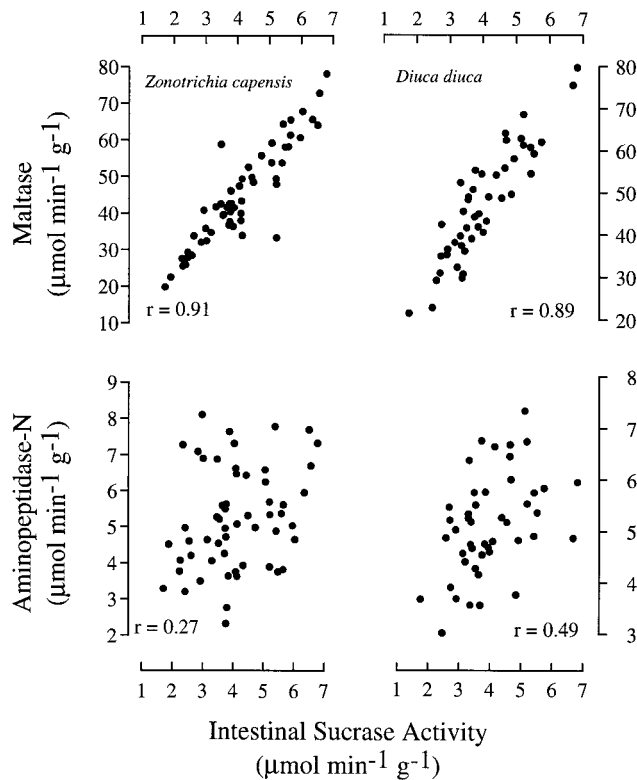 1 2 3 4 5 6 7
1 2 3 4 5 6 7
Maltase
(μmol min-1 g-1)
80
70
60
50
40
30
20
10
Zonotrichia capensis
r = 0.91
Diuca diuca
r = 0.89
80
70
60
50
40
30
20
Aminopeptidase-N
(μmol min-1 g-1)
9
8
7
6
5
4
3
2
r = 0.27
r = 0.49
8
7
6
5
4
3
1 2 3 4 5 6 7
1 2 3 4 5 6 7
Intestinal Sucrase Activity
(μmol min-1 g-1)